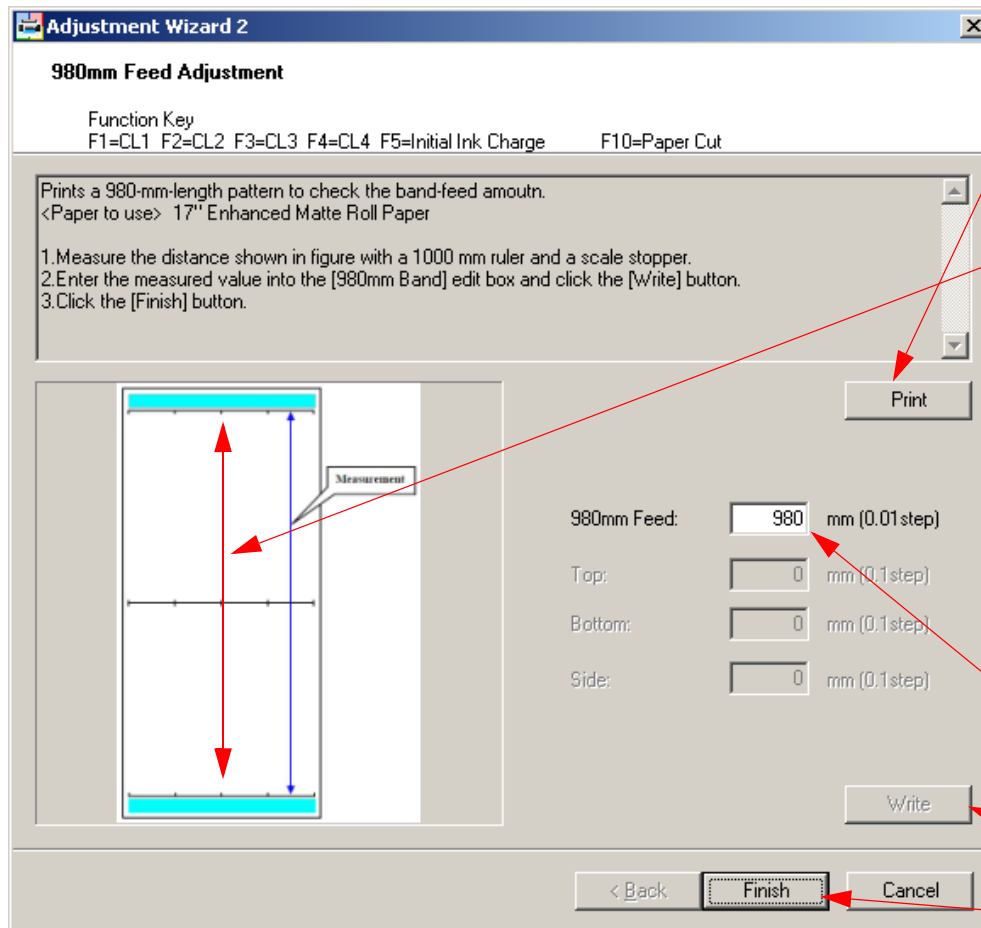 Adjustment Wizard 2
980mm Feed Adjustment
Function Key
F1=CL1 F2=CL2 F3=CL3 F4=CL4 F5=Initial Ink Charge F10=Paper Cut
Prints a 980-mm-length pattern to check the band-feed amoutn.
<Paper to use> 17" Enhanced Matte Roll Paper
1.Measure the distance shown in figure with a 1000 mm ruler and a scale stopper.
2.Enter the measured value into the [980mm Band] edit box and click the [Write] button.
3.Click the [Finish] button.
Print
Measurement
980mm Feed: 980 mm (0.01step)
Top: 0 mm (0.1step)
Bottom: 0 mm (0.1step)
Side: 0 mm (0.1step)
Write
< Back Finish Cancel